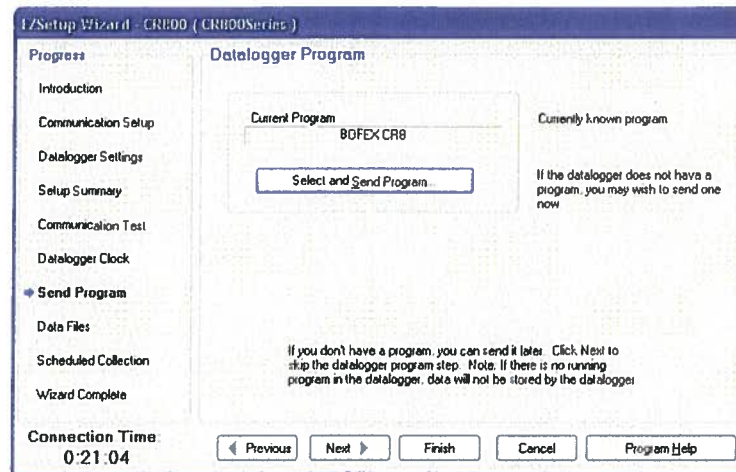 EZSetup Wizard - CR800 ( CR800Series )
Progress
Introduction
Communication Setup
Datalogger Settings
Setup Summary
Communication Test
Datalogger Clock
Send Program
Data Files
Scheduled Collection
Wizard Complete
Connection Time:
0:21:04
Datalogger Program
Current Program
BOFEX CR8
Select and Send Program...
Currently known program
If the datalogger does not have a
program, you may wish to send one
now
If you don't have a program, you can send it later. Click Next to
skip the datalogger program step. Note: If there is no running
program in the datalogger, data will not be stored by the datalogger
Previous
Next
Finish
Cancel
Program Help